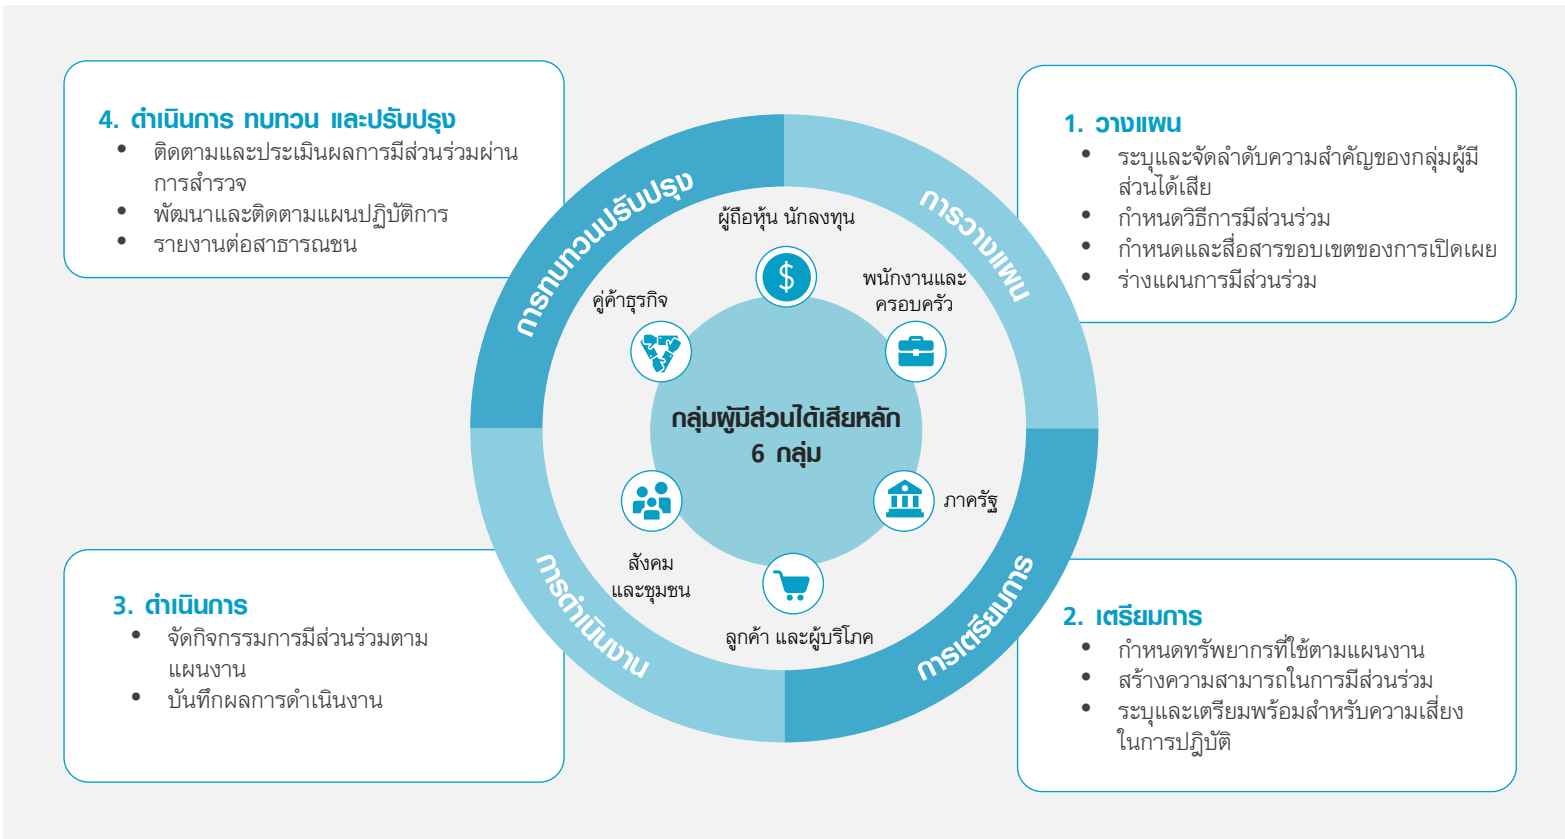 4. ดำเนินการ ทบทวน และปรับปรุง
• ติดตามและประเมินผลการมีส่วนร่วมผ่าน
การสำรวจ
• พัฒนาและติดตามแผนปฏิบัติการ
• รายงานต่อสาธารณชน
1. วางแผน
• ระบุและจัดลำดับความสำคัญของกลุ่มผู้มี
ส่วนได้เสีย
• กำหนดวิธีการมีส่วนร่วม
• กำหนดและสื่อสารขอบเขตของการเปิดเผย
• ร่างแผนการมีส่วนร่วม
การทบทวนปรับปรุง
การวางแผน
ผู้ถือหุ้น นักลงทุน
$
พนักงานและ
ครอบครัว
คู่ค้าธุรกิจ
กลุ่มผู้มีส่วนได้เสียหลัก
6 กลุ่ม
ภาครัฐ
สังคม
และชุมชน
ลูกค้า และผู้บริโภค
การดำเนินงาน
การเตรียมการ
3. ดำเนินการ
• จัดกิจกรรมการมีส่วนร่วมตาม
แผนงาน
• บันทึกผลการดำเนินงาน
2. เตรียมการ
• กำหนดทรัพยากรที่ใช้ตามแผนงาน
• สร้างความสามารถในการมีส่วนร่วม
• ระบุและเตรียมพร้อมสำหรับความเสี่ยง
ในการปฎิบัติ